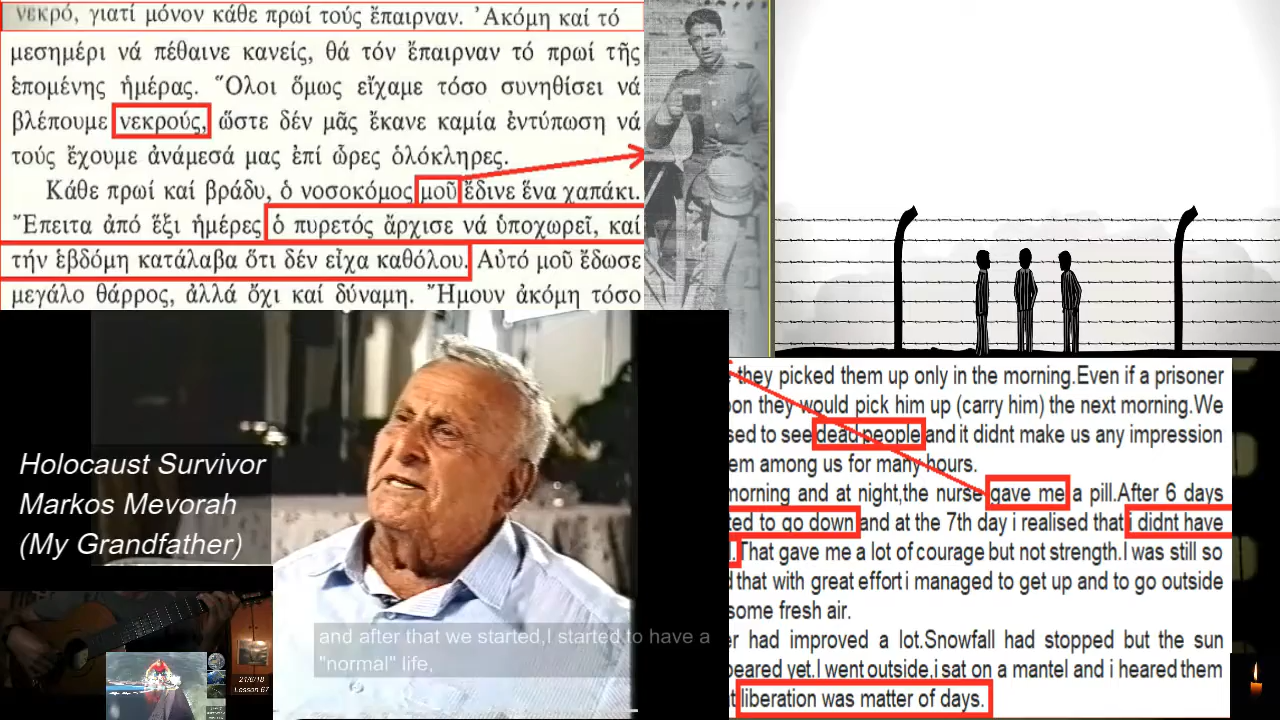 νεκρό, γιατί μόνον κάθε πρωί τούς ἔπαιρναν. Ἀκόμη καί τό
μεσημέρι νά πέθαινε κανείς, θά τόν ἔπαιρναν τό πρωί τῆς
ἑπομένης ἡμέρας. Ὅλοι ὅμως εἴχαμε τόσο συνηθίσει νά
βλέπουμε νεκρούς, ὥστε δέν μᾶς ἔκανε καμία ἐντύπωση νά
τούς ἔχουμε ἀνάμεσά μας ἐπί ὧρες ὁλόκληρες.
Κάθε πρωί καί βράδυ, ὁ νοσοκόμος μοῦ ἔδινε ἕνα χαπάκι.
Ἔπειτα ἀπό ἕξι ἡμέρες ὁ πυρετός ἄρχισε νά ὑποχωρεῖ, καί
τήν ἑβδόμη κατάλαβα ὅτι δέν εἶχα καθόλου. Αὐτό μοῦ ἔδωσε
μεγάλο θάρρος, ἀλλά ὄχι καί δύναμη. Ἤμουν ἀκόμη τόσο
Holocaust Survivor
Markos Mevorah
(My Grandfather)
and after that we started,I started to have a
"normal" life,
21/6/18
Lesson 67
they picked them up only in the morning.Even if a prisoner
on they would pick him up (carry him) the next morning.We
sed to see dead people and it didnt make us any impression
em among us for many hours.
morning and at night,the nurse gave me a pill.After 6 days
ted to go down and at the 7th day i realised that i didnt have
.That gave me a lot of courage but not strength.I was still so
d that with great effort i managed to get up and to go outside
some fresh air.
er had improved a lot.Snowfall had stopped but the sun
peared yet.I went outside,i sat on a mantel and i heared them
t liberation was matter of days.